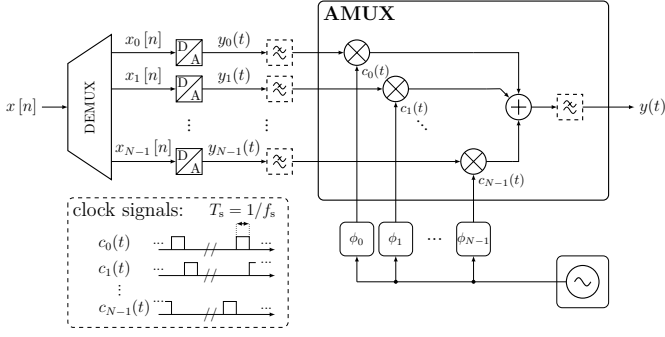 AMUX
x[n]
DEMUX
x₀[n]
D
A
y₀(t)
c₀(t)
x₁[n]
D
A
y₁(t)
c₁(t)
⋮
⋮
⋱
x_{N−1}[n]
D
A
y_{N−1}(t)
c_{N−1}(t)
+
y(t)
clock signals:
T_s = 1/f_s
c₀(t) ... // ...
c₁(t) ... // ...
⋮
c_{N−1}(t) ... // ...
ϕ₀
ϕ₁
...
ϕ_{N−1}